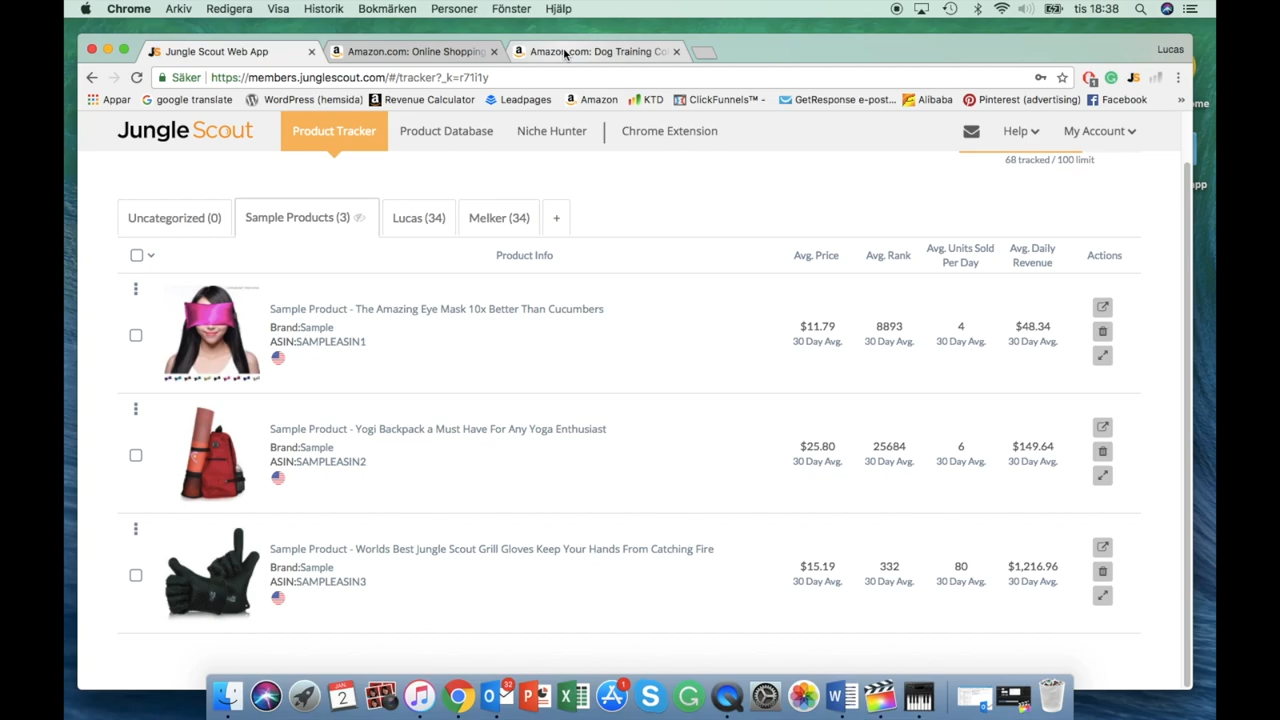 Chrome Arkiv Redigera Visa Historik Bokmärken Personer Fönster Hjälp tis 18:38
Jungle Scout Web App Amazon.com: Online Shopping Amazon.com: Dog Training Co Lucas
Säker https://members.junglescout.com/#/tracker?_k=r71i1y
Appar google translate WordPress (hemsida) Revenue Calculator Leadpages Amazon KTD ClickFunnels™ - GetResponse e-post... Alibaba Pinterest (advertising) Facebook »
Jungle Scout Product Tracker Product Database Niche Hunter Chrome Extension Help My Account
68 tracked / 100 limit
Uncategorized (0) Sample Products (3) Lucas (34) Melker (34) +
Product Info Avg. Price Avg. Rank Avg. Units Sold Per Day Avg. Daily Revenue Actions
Sample Product - The Amazing Eye Mask 10x Better Than Cucumbers
Brand:Sample
ASIN:SAMPLEASIN1
$11.79 8893 4 $48.34
30 Day Avg. 30 Day Avg. 30 Day Avg. 30 Day Avg.
Sample Product - Yogi Backpack a Must Have For Any Yoga Enthusiast
Brand:Sample
ASIN:SAMPLEASIN2
$25.80 25684 6 $149.64
30 Day Avg. 30 Day Avg. 30 Day Avg. 30 Day Avg.
Sample Product - Worlds Best Jungle Scout Grill Gloves Keep Your Hands From Catching Fire
Brand:Sample
ASIN:SAMPLEASIN3
$15.19 332 80 $1,216.96
30 Day Avg. 30 Day Avg. 30 Day Avg. 30 Day Avg.
JAN 2 32 1